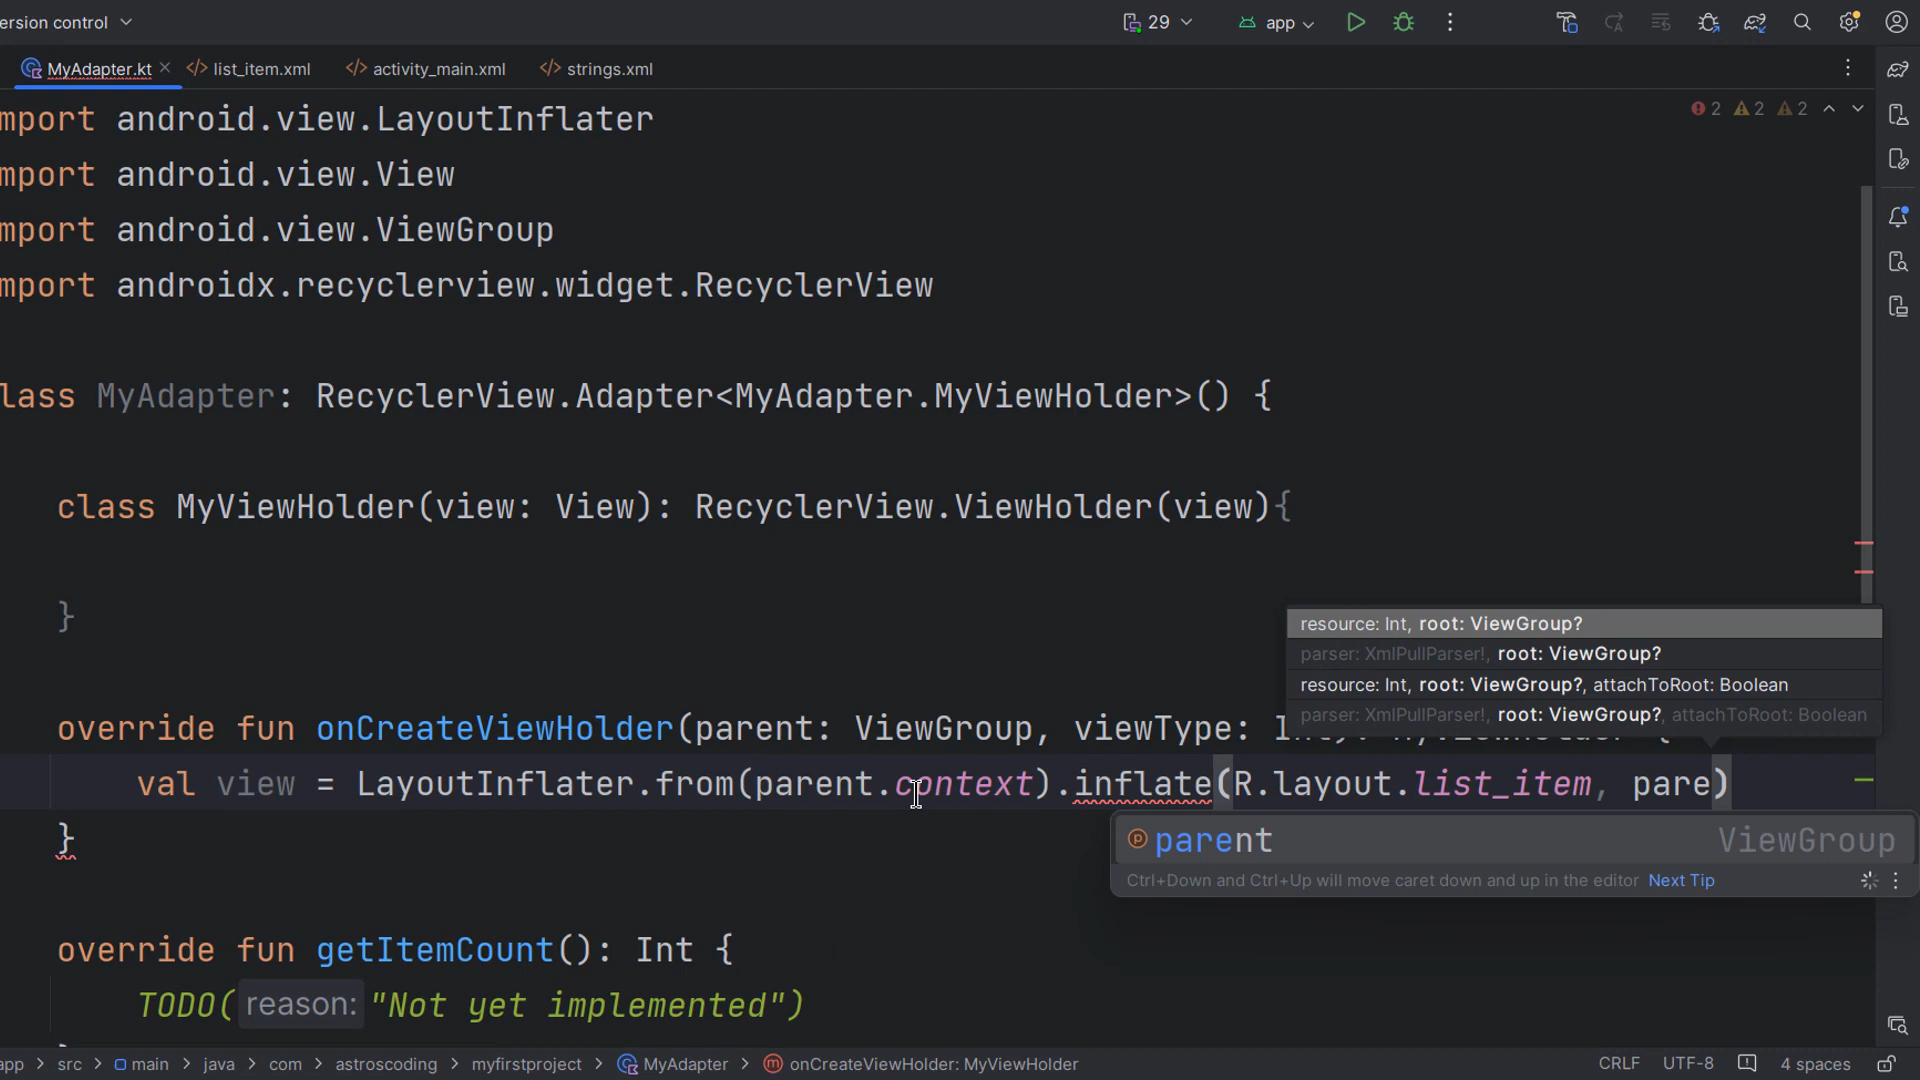 ersion control
29
app
MyAdapter.kt
list_item.xml
activity_main.xml
strings.xml
2 2 2
mport android.view.LayoutInflater
mport android.view.View
mport android.view.ViewGroup
mport androidx.recyclerview.widget.RecyclerView
lass MyAdapter: RecyclerView.Adapter<MyAdapter.MyViewHolder>() {
class MyViewHolder(view: View): RecyclerView.ViewHolder(view){
}
resource: Int, root: ViewGroup?
parser: XmlPullParser!, root: ViewGroup?
resource: Int, root: ViewGroup?, attachToRoot: Boolean
parser: XmlPullParser!, root: ViewGroup?, attachToRoot: Boolean
override fun onCreateViewHolder(parent: ViewGroup, viewType: Int): MyViewHolder {
val view = LayoutInflater.from(parent.context).inflate(R.layout.list_item, pare)
}
parent ViewGroup
Ctrl+Down and Ctrl+Up will move caret down and up in the editor Next Tip
override fun getItemCount(): Int {
TODO( reason: "Not yet implemented")
app > src > main > java > com > astroscoding > myfirstproject > MyAdapter > onCreateViewHolder: MyViewHolder
CRLF UTF-8 4 spaces